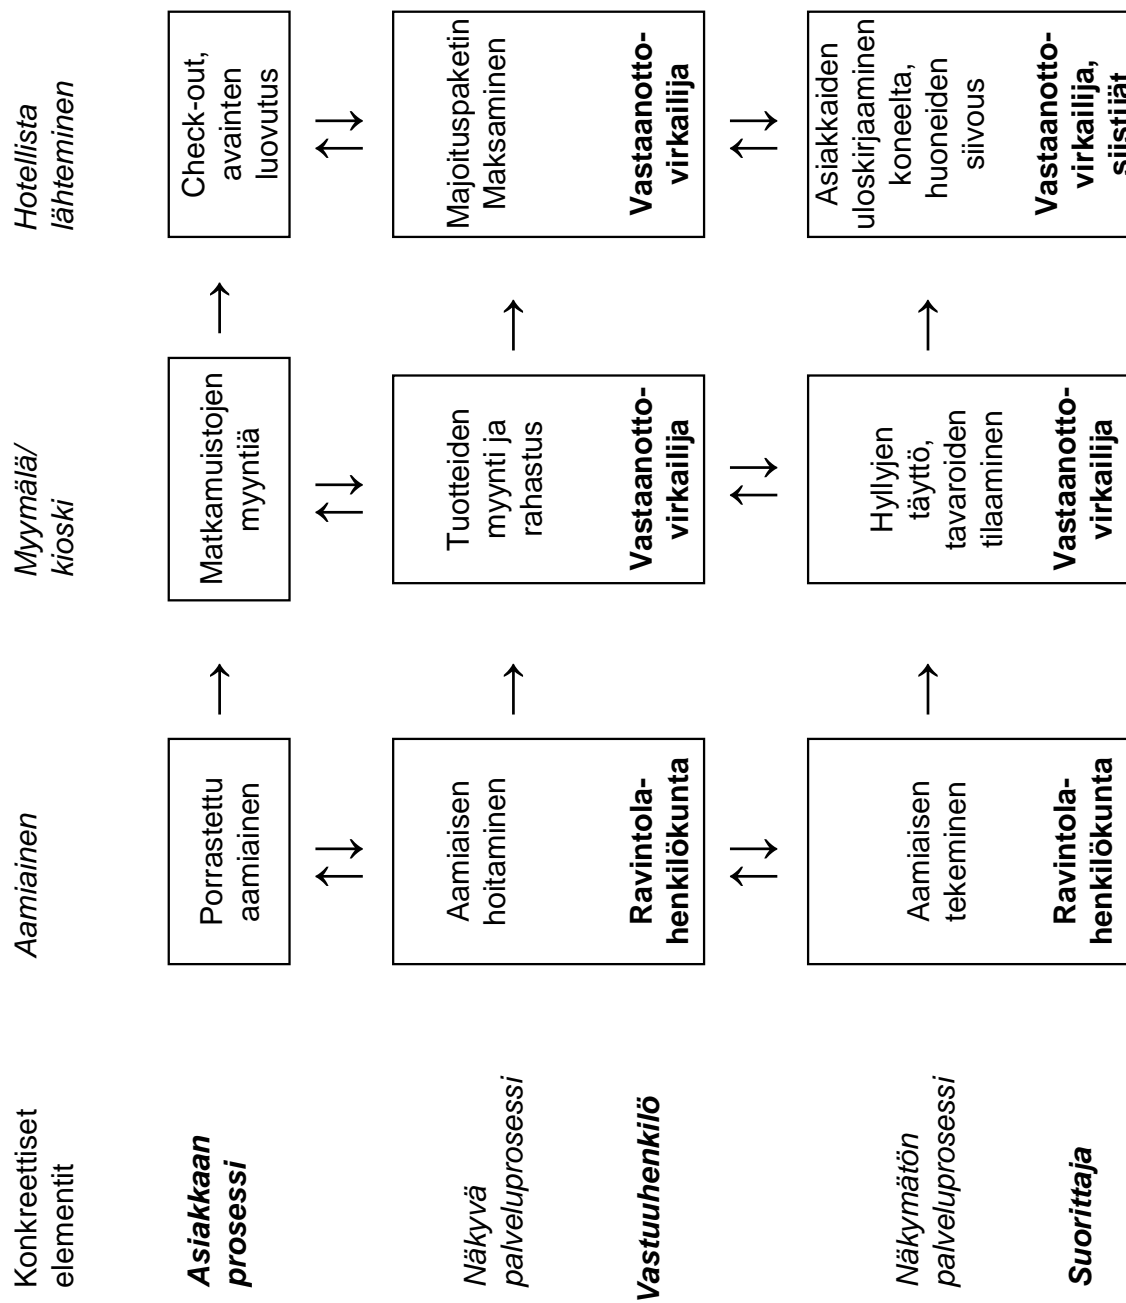 Konkreettiset
elementit
Aamiainen
Myymälä/
kioski
Hotellista
lähteminen
Asiakkaan
prosessi
Porrastettu
aamiainen
Matkamuistojen
myyntiä
Check-out,
avainten
luovutus
Näkyvä
palveluprosessi
Aamiaisen
hoitaminen
Tuotteiden
myynti ja
rahastus
Majoituspaketin
Maksaminen
Vastuuhenkilö
Ravintola-
henkilökunta
Vastaanotto-
virkailija
Vastaanotto-
virkailija
Näkymätön
palveluprosessi
Aamiaisen
tekeminen
Hyllyjen
täyttö,
tavaroiden
tilaaminen
Asiakkaiden
uloskirjaaminen
koneelta,
huoneiden
siivous
Suorittaja
Ravintola-
henkilökunta
Vastaanotto-
virkailija
Vastaanotto-
virkailija,
siistijät